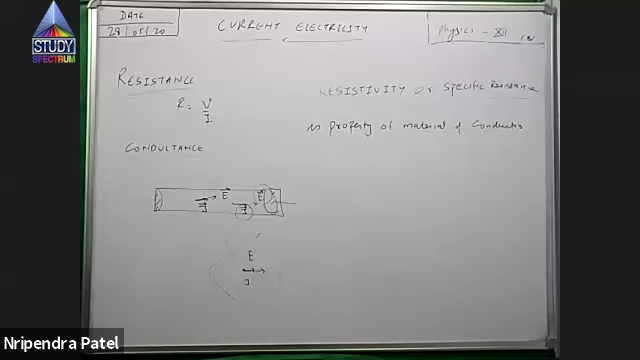 STUDY
SPECTRUM
DATE
29/05/20
CURRENT ELECTRICITY
Physics - XII
RESISTANCE
R = V/I
CONDUCTANCE
RESISTIVITY Or Specific Resistance
is property of material of Conductor
E
J
E
J
E
J
Nripendra Patel